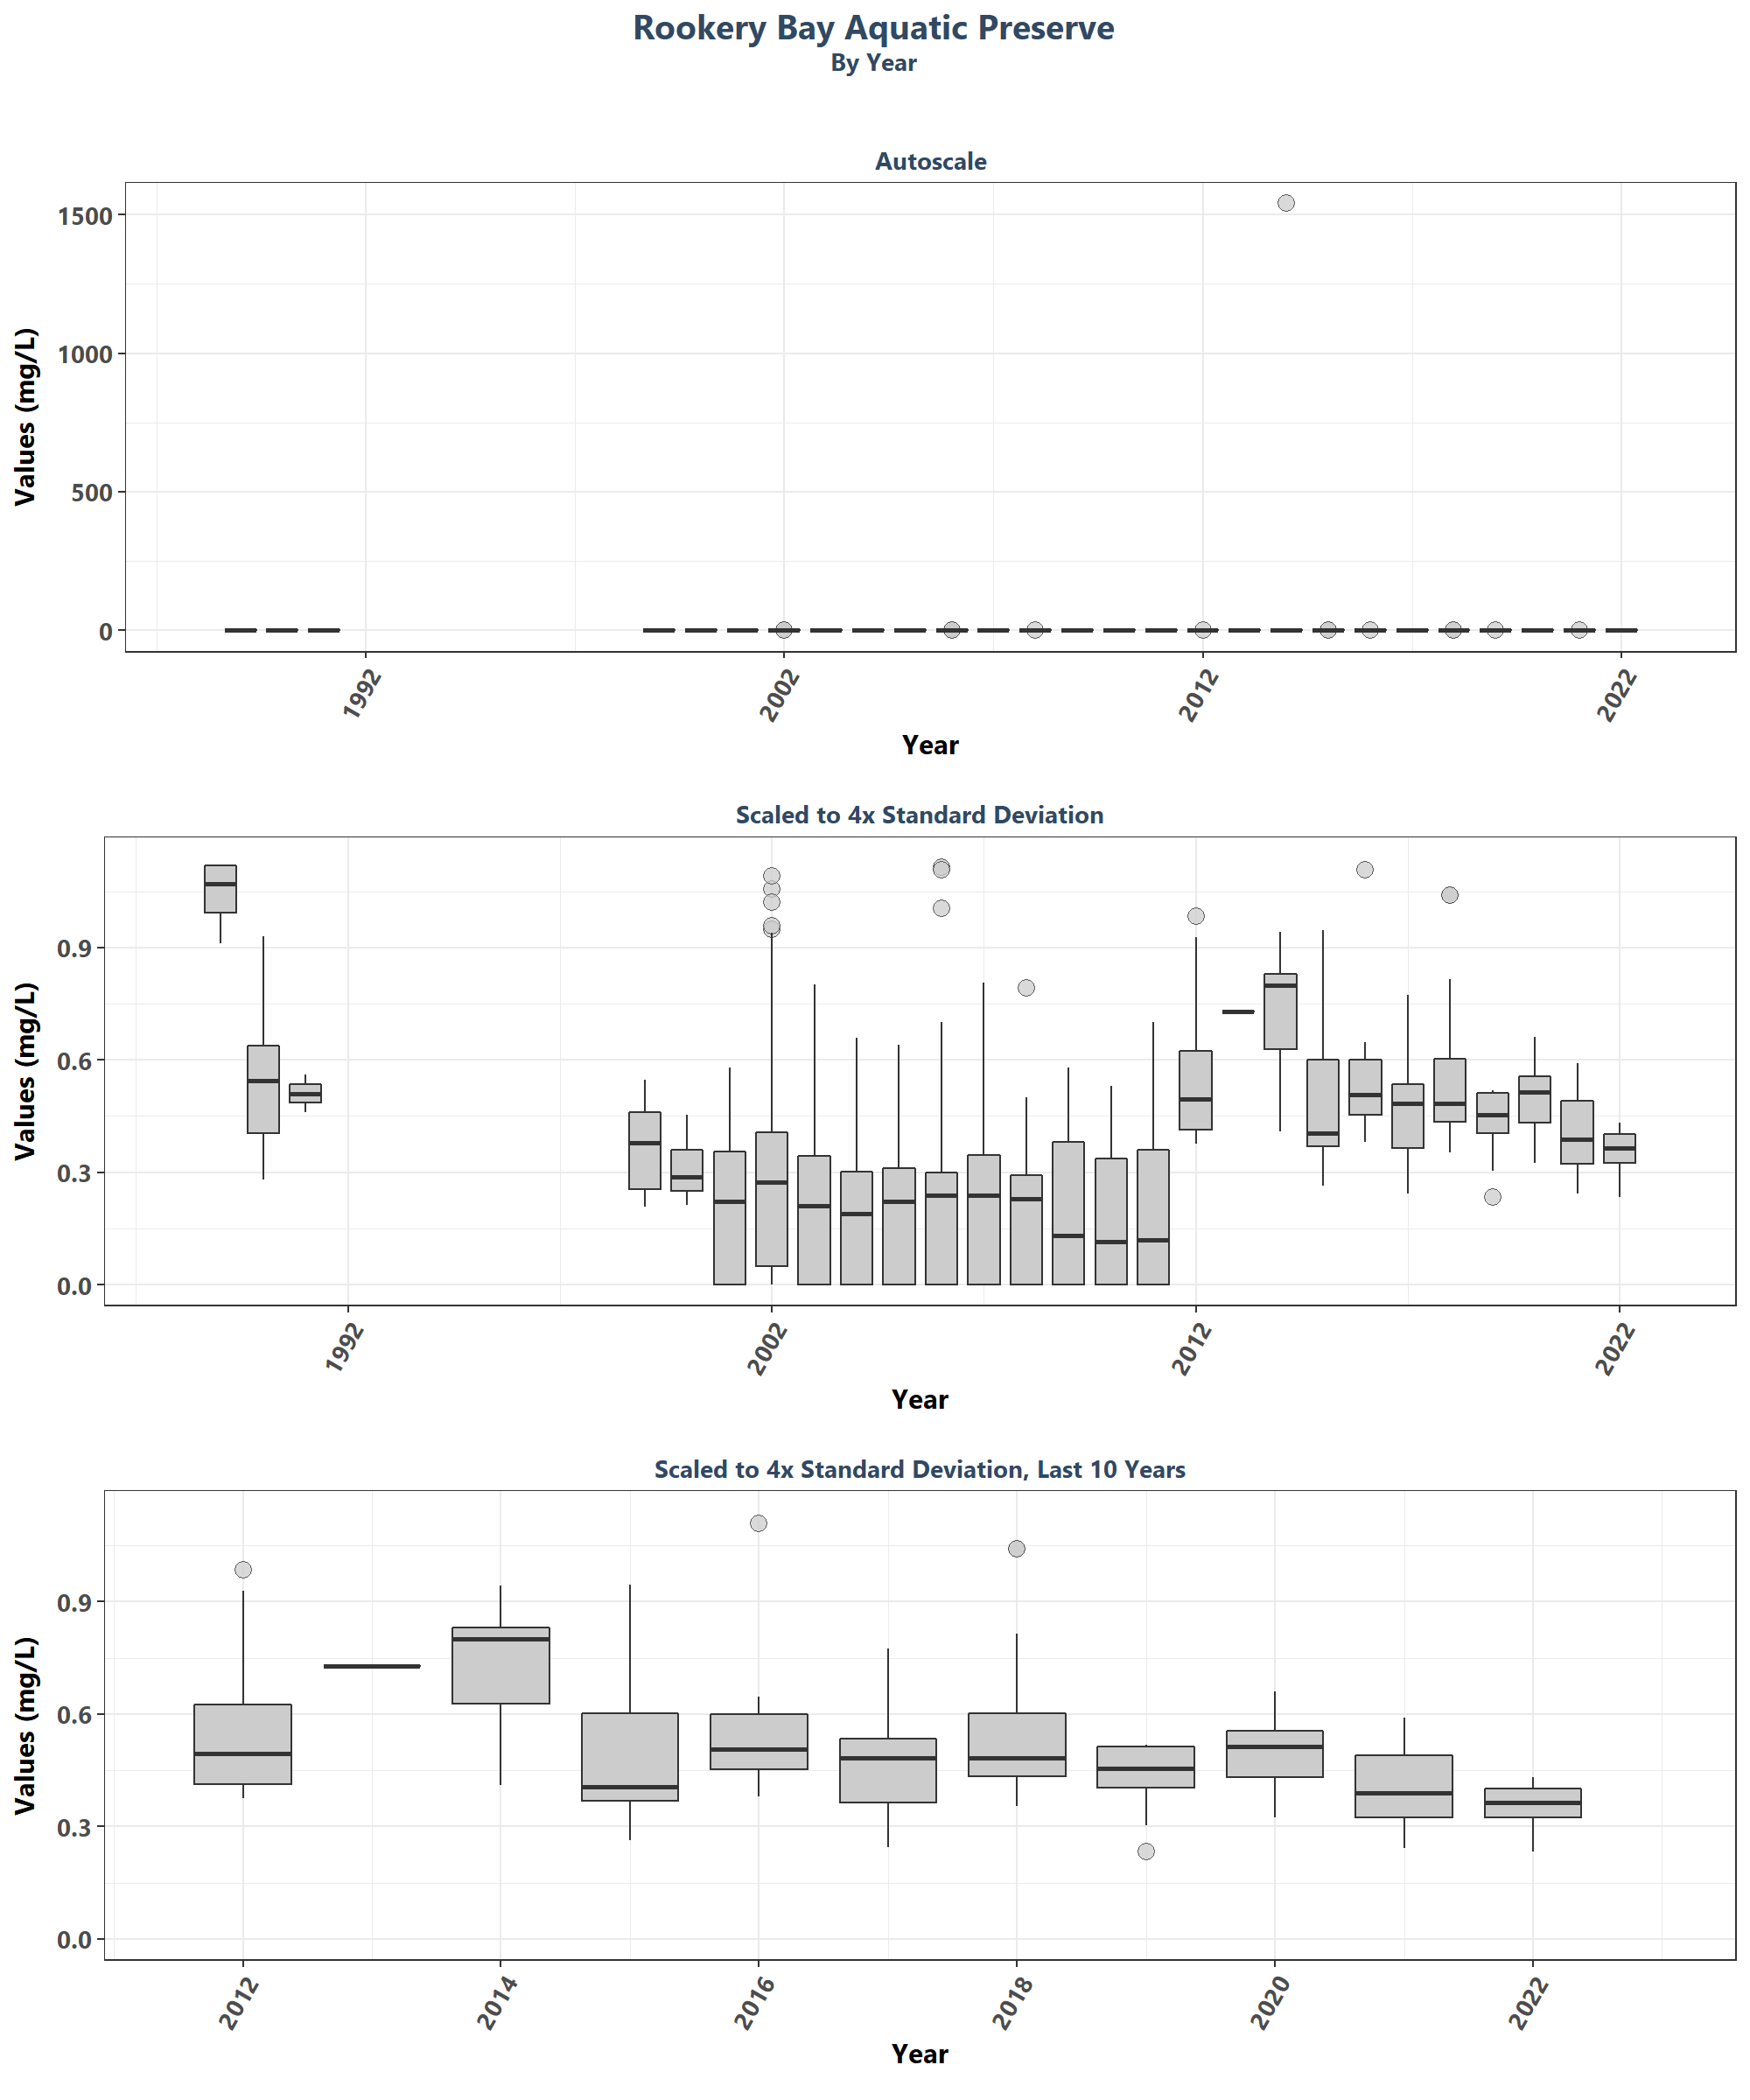 Rookery Bay Aquatic Preserve
By Year
Autoscale
Values (mg/L)
1500
1000
500
0
1992
2002
2012
2022
Year
Scaled to 4x Standard Deviation
Values (mg/L)
0.9
0.6
0.3
0.0
1992
2002
2012
2022
Year
Scaled to 4x Standard Deviation, Last 10 Years
Values (mg/L)
0.9
0.6
0.3
0.0
2012
2014
2016
2018
2020
2022
Year